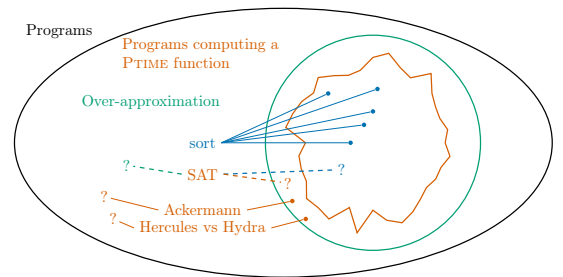 Programs
Programs computing a
PTIME function
Over-approximation
sort
?
SAT
?
?
?
Ackermann
?
Hercules vs Hydra